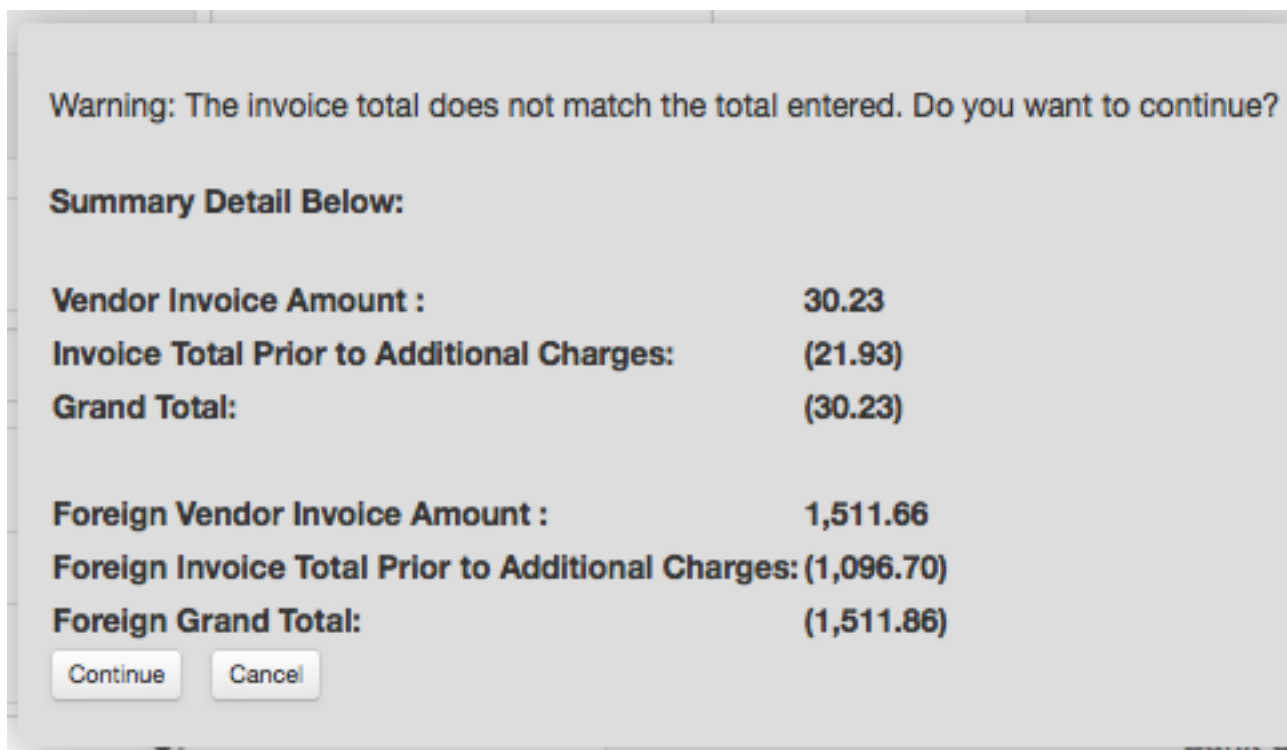 Warning: The invoice total does not match the total entered. Do you want to continue?
Summary Detail Below:
Vendor Invoice Amount : 30.23
Invoice Total Prior to Additional Charges: (21.93)
Grand Total: (30.23)
Foreign Vendor Invoice Amount : 1,511.66
Foreign Invoice Total Prior to Additional Charges: (1,096.70)
Foreign Grand Total: (1,511.86)
Continue Cancel